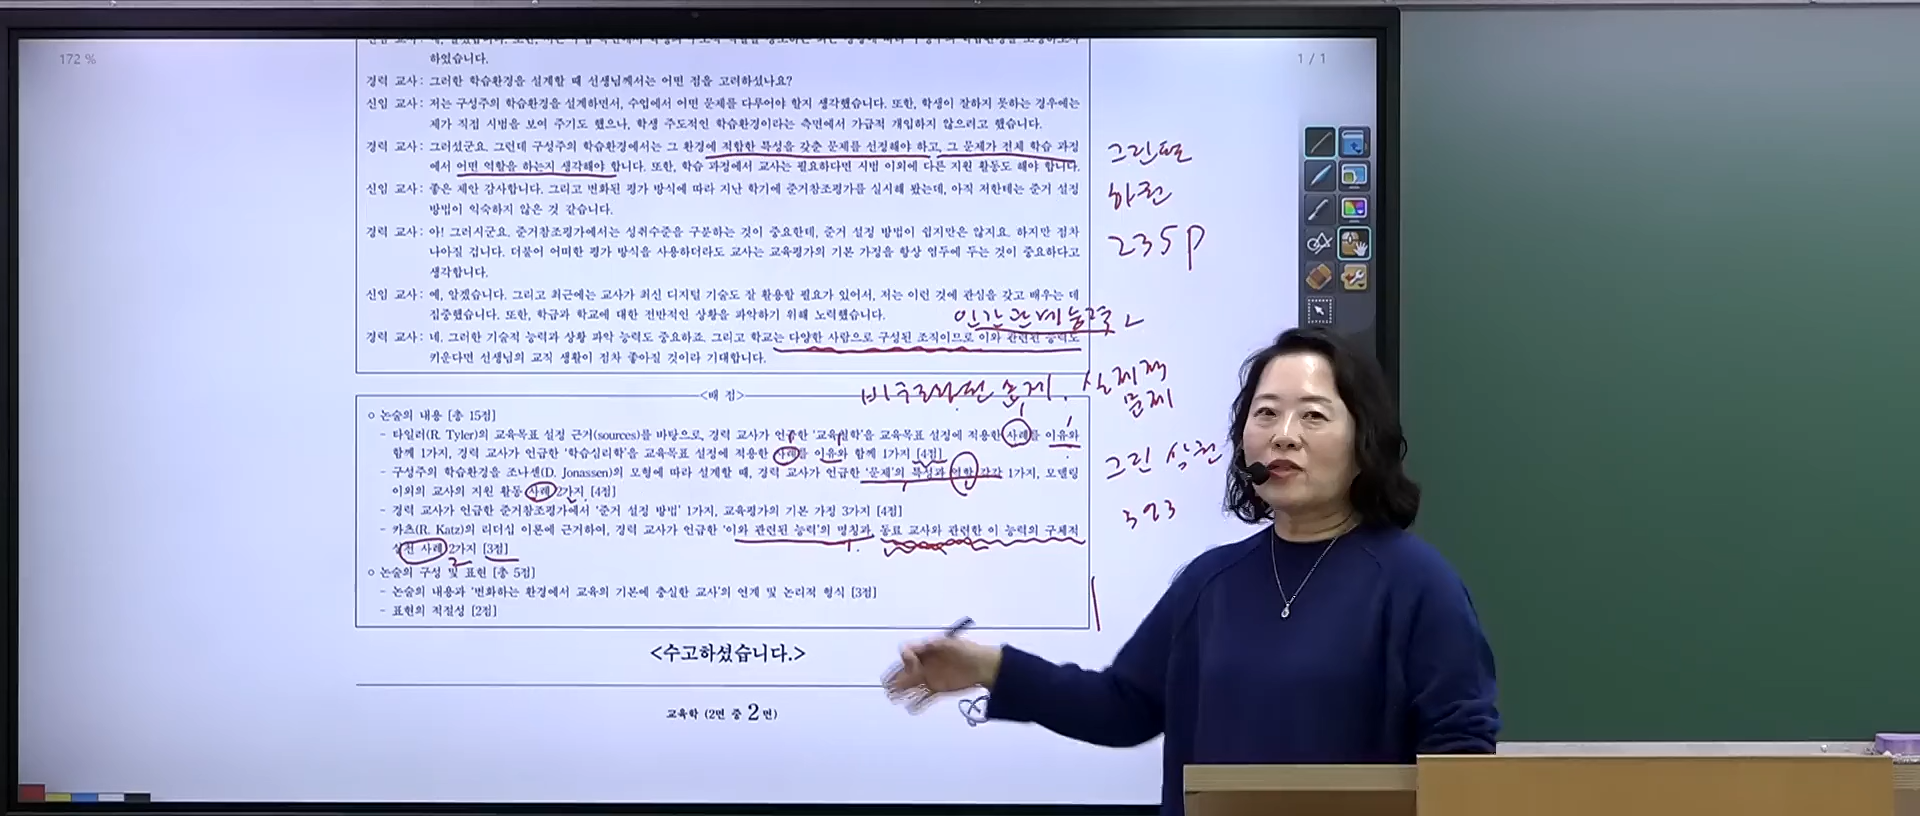 172 %
1 / 1
하였습니다.
경력 교사 : 그러한 학습환경을 설계할 때 선생님께서는 어떤 점을 고려하셨나요?
신임 교사 : 저는 구성주의 학습환경을 설계하면서, 수업에서 어떤 문제를 다루어야 할지 생각했습니다. 또한, 학생이 잘하지 못하는 경우에는
제가 직접 시범을 보여 주기도 했으나, 학생 주도적인 학습환경이라는 측면에서 가급적 개입하지 않으려고 했습니다.
경력 교사 : 그러셨군요. 그런데 구성주의 학습환경에서는 그 환경에 적합한 특성을 갖춘 문제를 선정해야 하고, 그 문제가 전체 학습 과정
에서 어떤 역할을 하는지 생각해야 합니다. 또한, 학습 과정에서 교사는 필요하다면 시범 이외에 다른 지원 활동도 해야 합니다.
신임 교사 : 좋은 제안 감사합니다. 그리고 변화된 평가 방식에 따라 지난 학기에 준거참조평가를 실시해 봤는데, 아직 저한테는 준거 설정
방법이 익숙하지 않은 것 같습니다.
경력 교사 : 아! 그러시군요. 준거참조평가에서는 성취수준을 구분하는 것이 중요한데, 준거 설정 방법이 쉽지만은 않지요. 하지만 점차
나아질 겁니다. 더불어 어떠한 평가 방식을 사용하더라도 교사는 교육평가의 기본 가정을 항상 염두에 두는 것이 중요하다고
생각합니다.
신임 교사 : 예, 알겠습니다. 그리고 최근에는 교사가 최신 디지털 기술도 잘 활용할 필요가 있어서, 저는 이런 것에 관심을 갖고 배우는 데
집중했습니다. 또한, 학급과 학교에 대한 전반적인 상황을 파악하기 위해 노력했습니다.
경력 교사 : 네. 그러한 기술적 능력과 상황 파악 능력도 중요하죠. 그리고 학교는 다양한 사람으로 구성된 조직이므로 이와 관련된 능력도
키운다면 선생님의 교직 생활이 점차 좋아질 것이라 기대합니다.
235p
인간관계능력
<배 점>
실제적
문제
○ 논술의 내용 [총 15점]
- 타일러(R. Tyler)의 교육목표 설정 근거(sources)를 바탕으로, 경력 교사가 언급한 '교육철학'을 교육목표 설정에 적용한 사례를 이유와
함께 1가지, 경력 교사가 언급한 '학습심리학'을 교육목표 설정에 적용한 사례를 이유와 함께 1가지 [4점]
- 구성주의 학습환경을 조나센(D. Jonassen)의 모형에 따라 설계할 때, 경력 교사가 언급한 '문제'의 특성과 역할 각각 1가지, 모델링
이외의 교사의 지원 활동 사례 2가지 [4점]
- 경력 교사가 언급한 준거참조평가에서 '준거 설정 방법' 1가지, 교육평가의 기본 가정 3가지 [4점]
- 카츠(R. Katz)의 리더십 이론에 근거하여, 경력 교사가 언급한 '이와 관련된 능력'의 명칭과 동료 교사와 관련한 이 능력의 구체적
실천 사례 2가지 [3점]
○ 논술의 구성 및 표현 [총 5점]
- 논술의 내용과 '변화하는 환경에서 교육의 기본에 충실한 교사'의 연계 및 논리적 형식 [3점]
- 표현의 적절성 [2점]
<수고하셨습니다.>
교육학 (2면 중 2면)